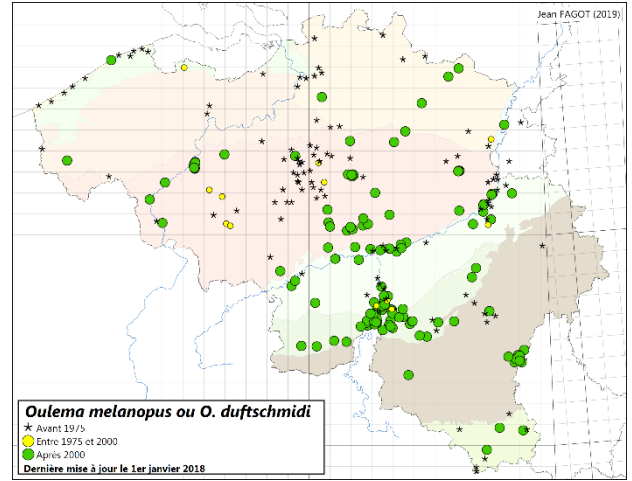 Jean FAGOT (2019)
Oulema melanopus ou O. duftschmidi
Avant 1975
Entre 1975 et 2000
Après 2000
Dernière mise à jour le 1er janvier 2018